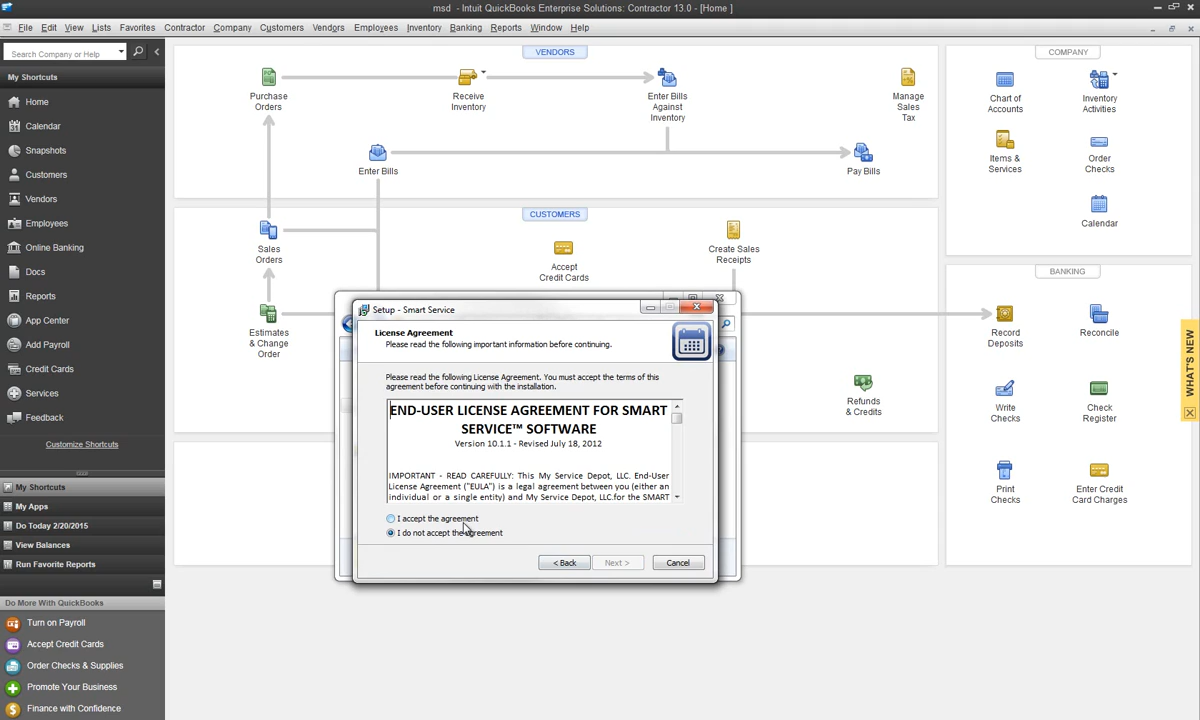 msd - Intuit QuickBooks Enterprise Solutions: Contractor 13.0 - [Home ]
File Edit View Lists Favorites Contractor Company Customers Vendors Employees Inventory Banking Reports Window Help
Search Company or Help
My Shortcuts
Home
Calendar
Snapshots
Customers
Vendors
Employees
Online Banking
Docs
Reports
App Center
Add Payroll
Credit Cards
Services
Feedback
Customize Shortcuts
My Shortcuts
My Apps
Do Today 2/20/2015
View Balances
Run Favorite Reports
Do More With QuickBooks
Turn on Payroll
Accept Credit Cards
Order Checks & Supplies
Promote Your Business
Finance with Confidence
VENDORS
Purchase
Orders
Receive
Inventory
Enter Bills
Against
Inventory
Manage
Sales
Tax
Enter Bills
Pay Bills
CUSTOMERS
Sales
Orders
Accept
Credit Cards
Create Sales
Receipts
Estimates
& Change
Order
Refunds
& Credits
COMPANY
Chart of
Accounts
Inventory
Activities
Items &
Services
Order
Checks
Calendar
BANKING
Record
Deposits
Reconcile
Write
Checks
Check
Register
Print
Checks
Enter Credit
Card Charges
WHAT'S NEW
Setup - Smart Service
License Agreement
Please read the following important information before continuing.
Please read the following License Agreement. You must accept the terms of this
agreement before continuing with the installation.
END-USER LICENSE AGREEMENT FOR SMART
SERVICE™ SOFTWARE
Version 10.1.1 - Revised July 18, 2012
IMPORTANT - READ CAREFULLY: This My Service Depot, LLC. End-User
License Agreement ("EULA") is a legal agreement between you (either an
individual or a single entity) and My Service Depot, LLC.for the SMART
I accept the agreement
I do not accept the agreement
< Back
Next >
Cancel